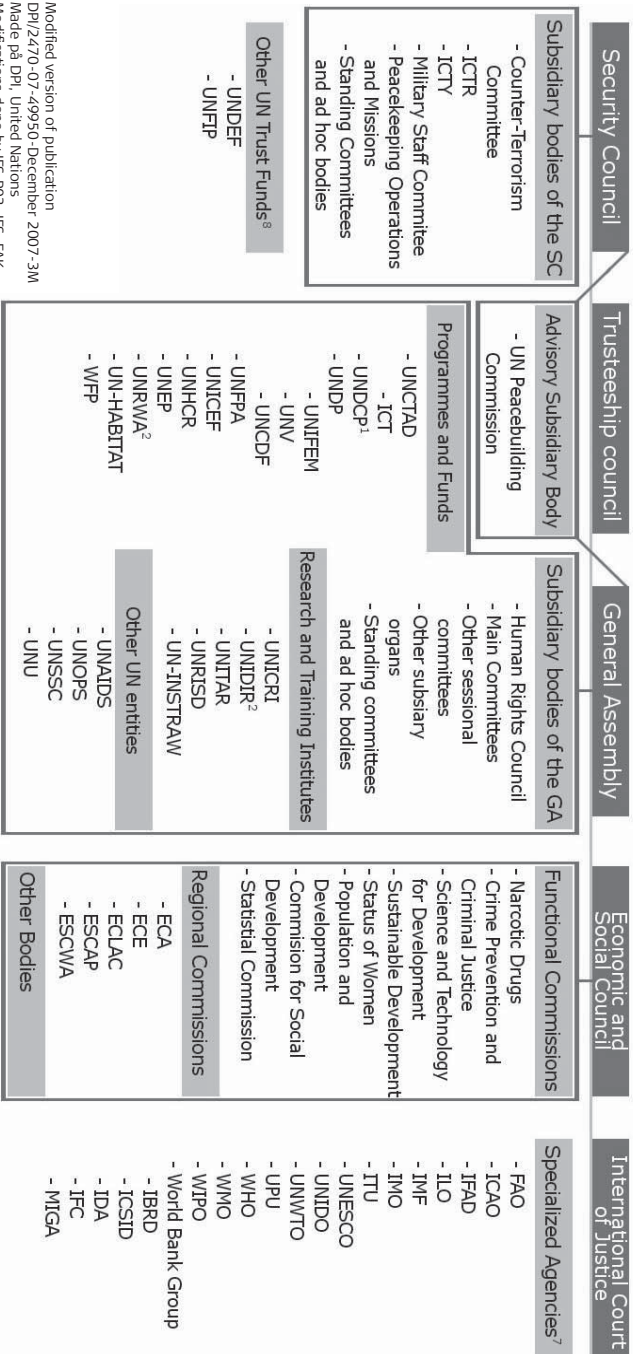 Security Council
Subsidiary bodies of the SC
- Counter-Terrorism
Committee
- ICTR
- ICTY
- Military Staff Commitee
- Peacekeeping Operations
and Missions
- Standing Committees
and ad hoc bodies
Other UN Trust Funds⁸
- UNDEF
- UNFIP
Modified version of publication
DPI/2470-07-49950-December 2007-3M
Made på DPI, United Nations
Trusteeship council
Advisory Subsidiary Body
- UN Peacebuilding
Commission
Programmes and Funds
- UNCTAD
- ICT
- UNDCP¹
- UNDP
- UNIFEM
- UNV
- UNCDF
- UNFPA
- UNICEF
- UNHCR
- UNEP
- UNRWA²
- UN-HABITAT
- WFP
General Assembly
Subsidiary bodies of the GA
- Human Rights Council
- Main Committees
- Other sessional
committees
- Other subsiary
organs
- Standing committees
and ad hoc bodies
Research and Training Institutes
- UNICRI
- UNIDIR²
- UNITAR
- UNRISD
- UN-INSTRAW
Other UN entities
- UNAIDS
- UNOPS
- UNSSC
- UNU
Economic and
Social Council
Functional Commissions
- Narcotic Drugs
- Crime Prevention and
Criminal Justice
- Science and Technology
for Development
- Sustainable Development
- Status of Women
- Population and
Development
- Commision for Social
Development
- Statistial Commission
Regional Commissions
- ECA
- ECE
- ECLAC
- ESCAP
- ESCWA
Other Bodies
International Court
of Justice
Specialized Agencies⁷
- FAO
- ICAO
- IFAD
- ILO
- IMF
- IMO
- ITU
- UNESCO
- UNIDO
- UNWTO
- UPU
- WHO
- WMO
- WIPO
- World Bank Group
- IBRD
- ICSID
- IDA
- IFC
- MIGA